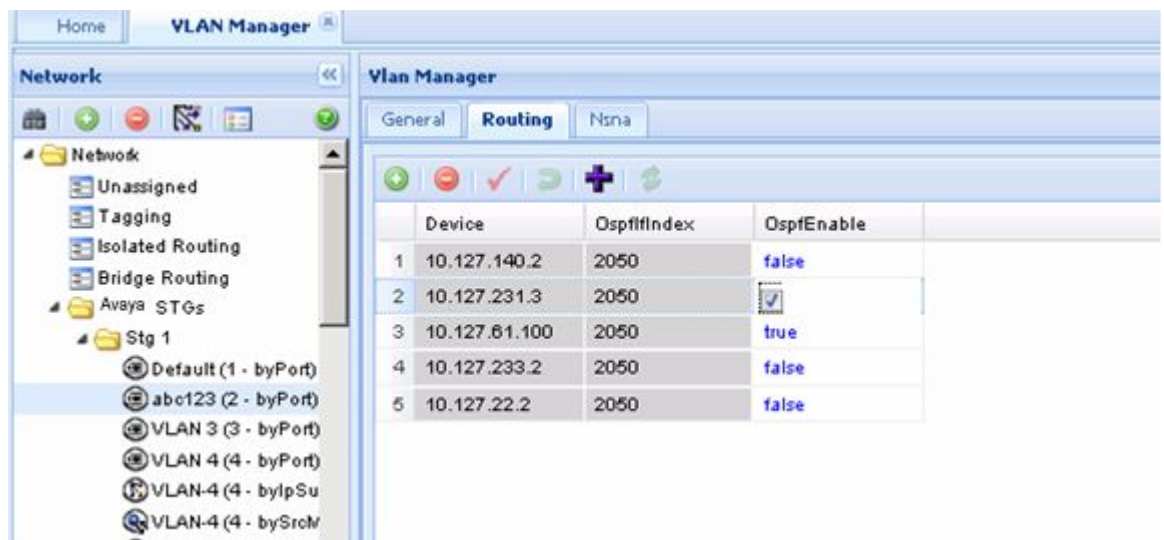 Home VLAN Manager
Network
Network
Unassigned
Tagging
Isolated Routing
Bridge Routing
Avaya STGs
Stg 1
Default (1 - byPort)
abc123 (2 - byPort)
VLAN 3 (3 - byPort)
VLAN 4 (4 - byPort)
VLAN-4 (4 - byIpSu
VLAN-4 (4 - bySrcM
Vlan Manager
General Routing Nsna
Device OspfIfIndex OspfEnable
1 10.127.140.2 2050 false
2 10.127.231.3 2050
3 10.127.61.100 2050 true
4 10.127.233.2 2050 false
5 10.127.22.2 2050 false